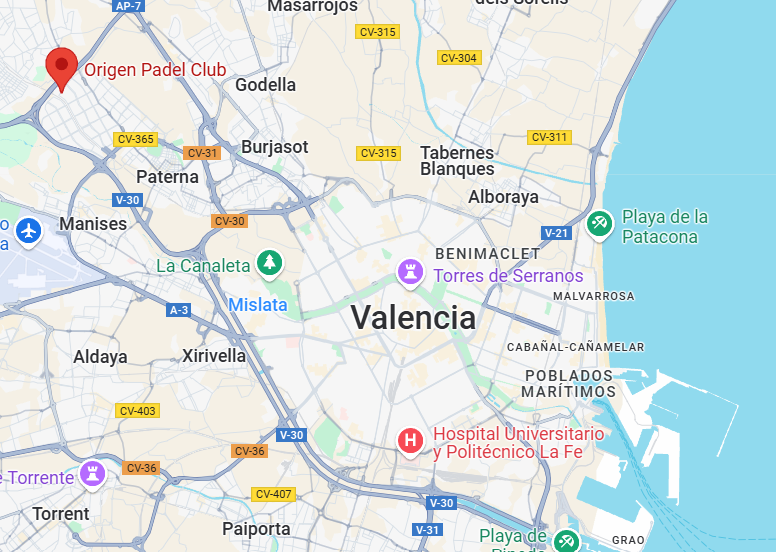 AP-7
Masarrojos
CV-315
CV-304
Origen Padel Club
Godella
CV-365
CV-31
Burjasot
CV-315
CV-311
Tabernes
Blanques
Paterna
V-30
Alboraya
Manises
CV-30
Playa de la
Patacona
V-21
BENIMACLET
La Canaleta
Torres de Serranos
Mislata
MALVARROSA
A-3
Valencia
CABAÑAL-CAÑAMELAR
Aldaya
Xirivella
POBLADOS
MARÍTIMOS
CV-403
V-30
Hospital Universitario
y Politécnico La Fe
H
CV-36
CV-36
Torrente
CV-407
V-30
Torrent
Paiporta
V-31
Playa de
GRAO